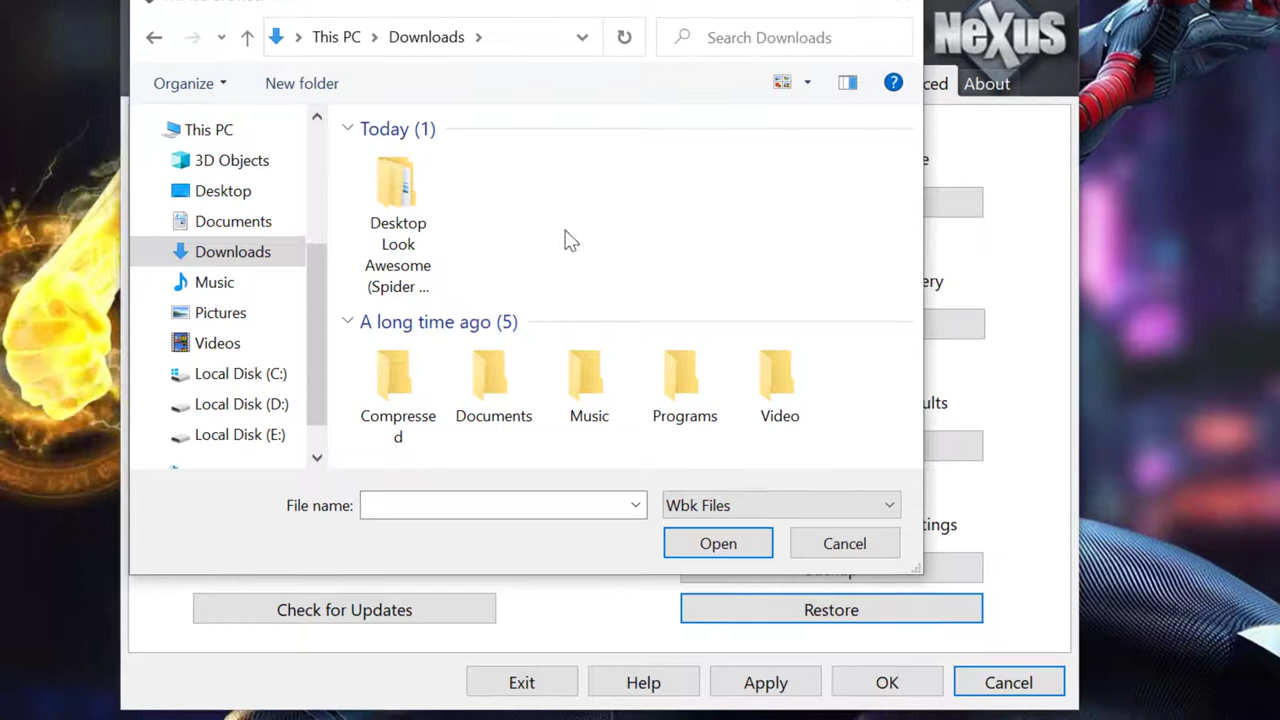 This PC
Downloads
Search Downloads
NeXuS
Organize
New folder
ced
About
This PC
3D Objects
Desktop
Documents
Downloads
Music
Pictures
Videos
Local Disk (C:)
Local Disk (D:)
Local Disk (E:)
Today (1)
Desktop
Look
Awesome
(Spider ...
A long time ago (5)
Compresse
d
Documents
Music
Programs
Video
e
ery
ults
tings
File name:
Wbk Files
Open
Cancel
Check for Updates
Restore
Exit
Help
Apply
OK
Cancel